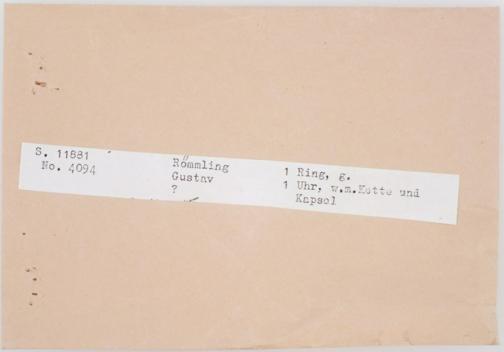 S. 11881 Römmling 1 Ring, g.
No. 4094 Gustav 1 Uhr, w.m.Kette und
? Kapsel